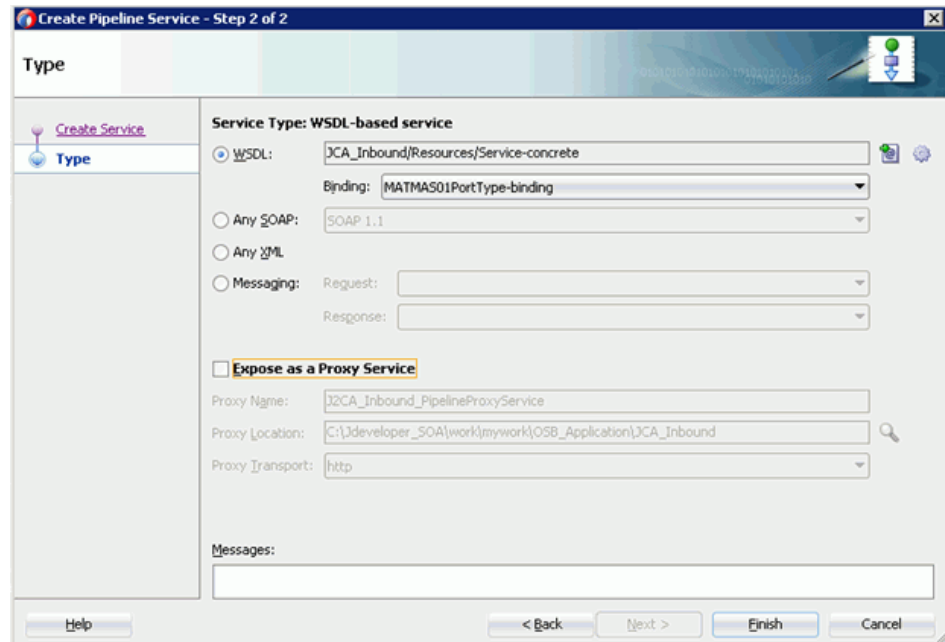 Create Pipeline Service - Step 2 of 2
Type
Create Service
Type
Service Type: WSDL-based service
WSDL: JCA_Inbound/Resources/Service-concrete
Binding: MATMAS01PortType-binding
Any SOAP: SOAP 1.1
Any XML
Messaging: Request:
Response:
Expose as a Proxy Service
Proxy Name: J2CA_Inbound_PipelineProxyService
Proxy Location: C:\Jdeveloper_SOA\work\mywork\OSB_Application\JCA_Inbound
Proxy Transport: http
Messages:
Help < Back Next > Finish Cancel